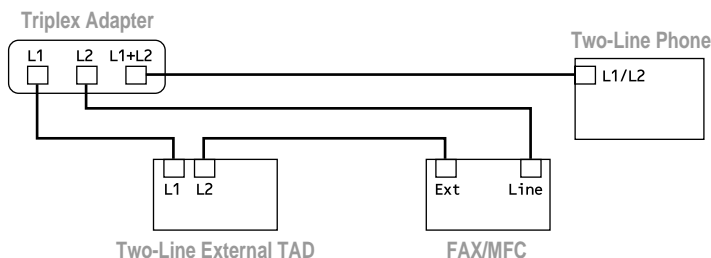 Triplex Adapter
L1 L2 L1+L2
Two-Line Phone
L1/L2
L1 L2
Ext Line
Two-Line External TAD
FAX/MFC